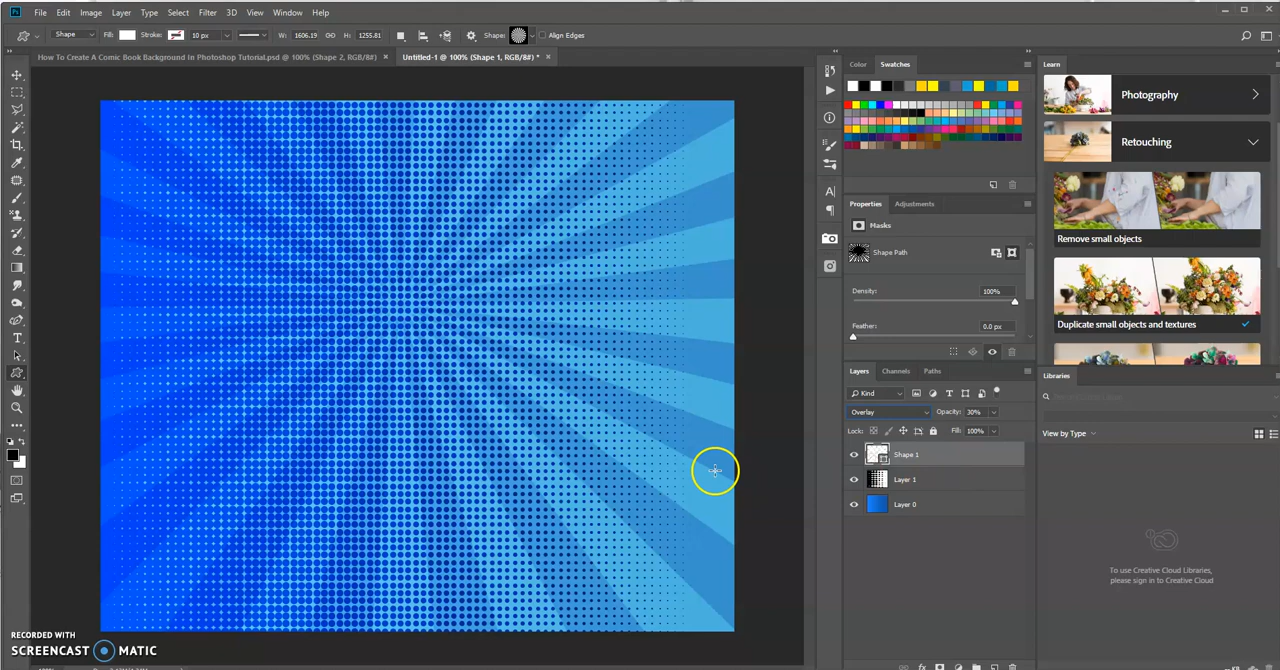 Ps File Edit Image Layer Type Select Filter 3D View Window Help
Shape Fill: Stroke: 10 px W: 1606.19 H: 1255.81 Shape: Align Edges
How To Create A Comic Book Background In Photoshop Tutorial.psd @ 100% (Shape 2, RGB/8#) × Untitled-1 @ 100% (Shape 1, RGB/8#) * ×
Color Swatches
Learn
Photography
Retouching
Remove small objects
Duplicate small objects and textures
Properties Adjustments
Masks
Shape Path
Density: 100%
Feather: 0.0 px
Layers Channels Paths
Kind
Overlay Opacity: 30%
Lock: Fill: 100%
Shape 1
Layer 1
Layer 0
Libraries
View by Type
To use Creative Cloud Libraries,
please sign in to Creative Cloud
RECORDED WITH
SCREENCAST MATIC